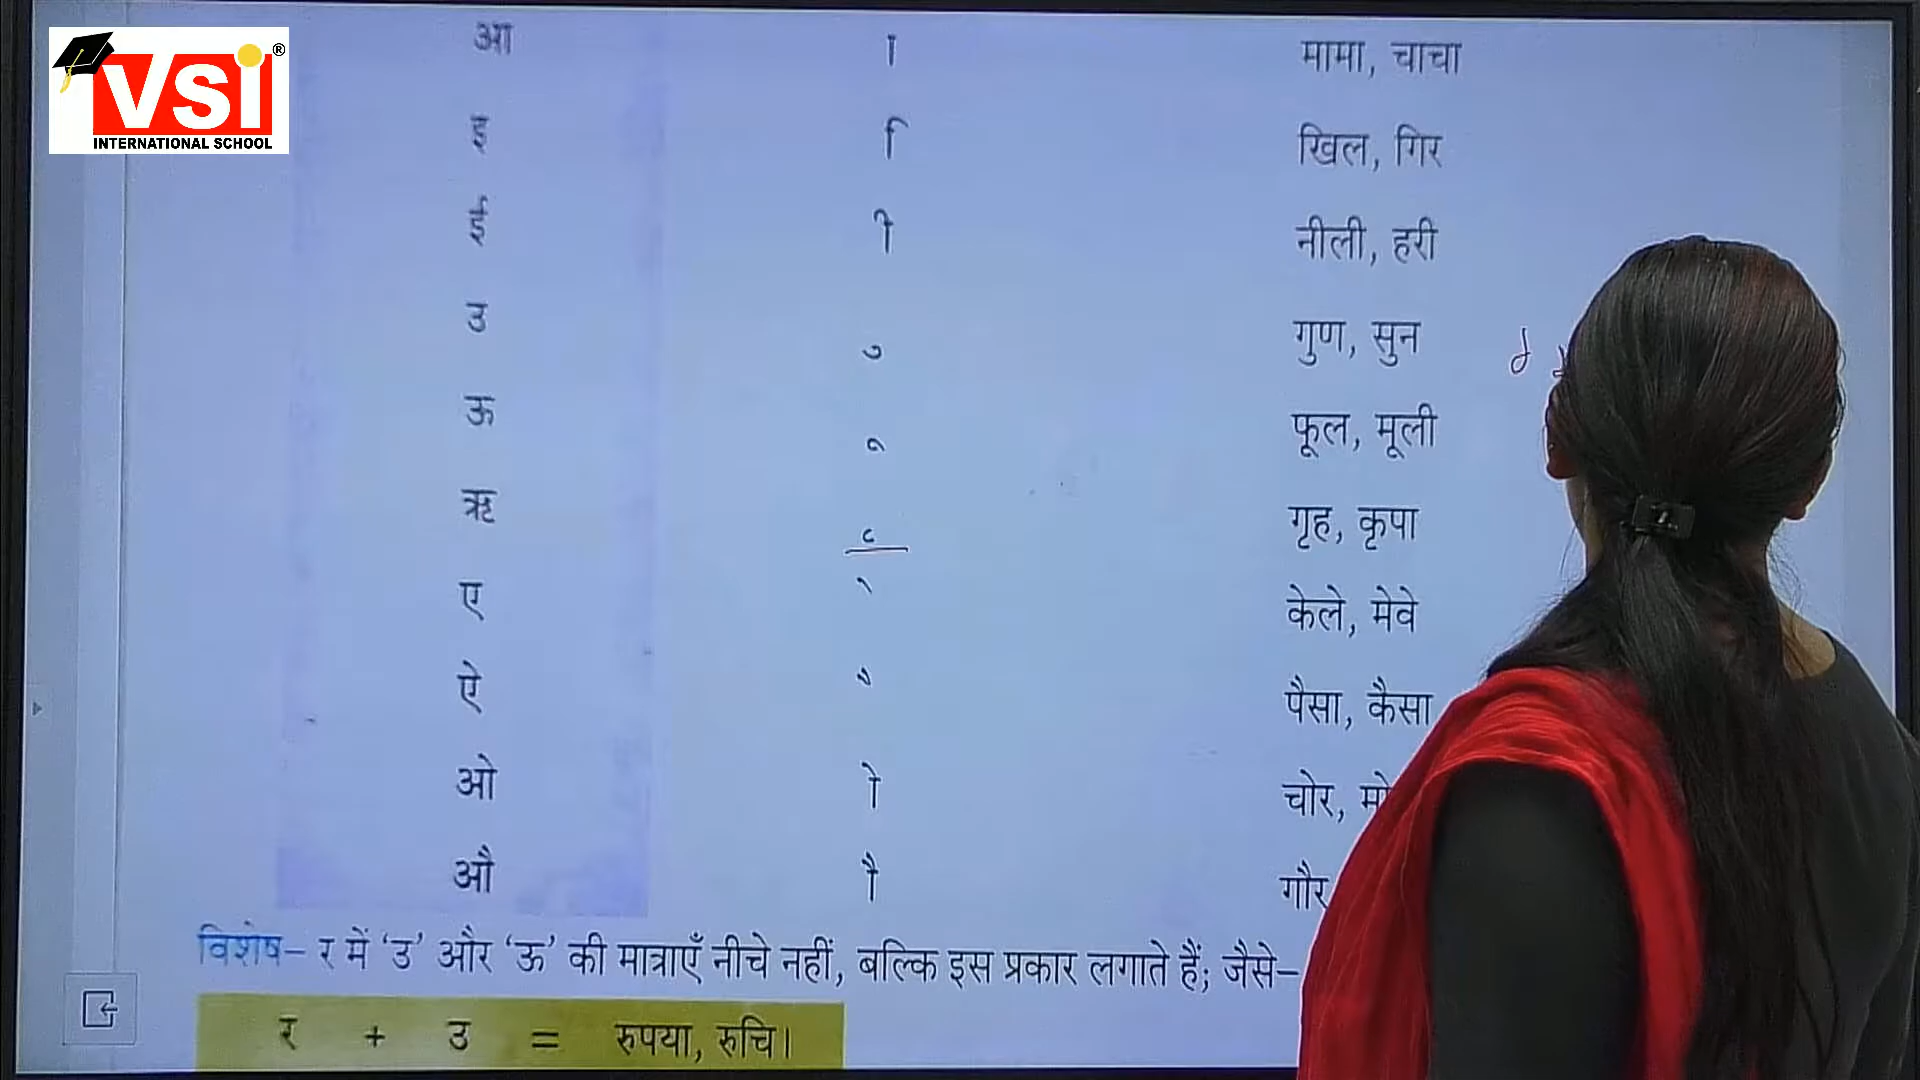 VSI ®
INTERNATIONAL SCHOOL
आ ा मामा, चाचा
इ ि खिल, गिर
ई ी नीली, हरी
उ ु गुण, सुन
ऊ ू फूल, मूली
ऋ ृ गृह, कृपा
ए े केले, मेवे
ऐ ै पैसा, कैसा
ओ ो चोर,
औ ौ गौर
विशेष– र में ‘उ’ और ‘ऊ’ की मात्राएँ नीचे नहीं, बल्कि इस प्रकार लगाते हैं; जैसे–
र + उ = रुपया, रुचि।